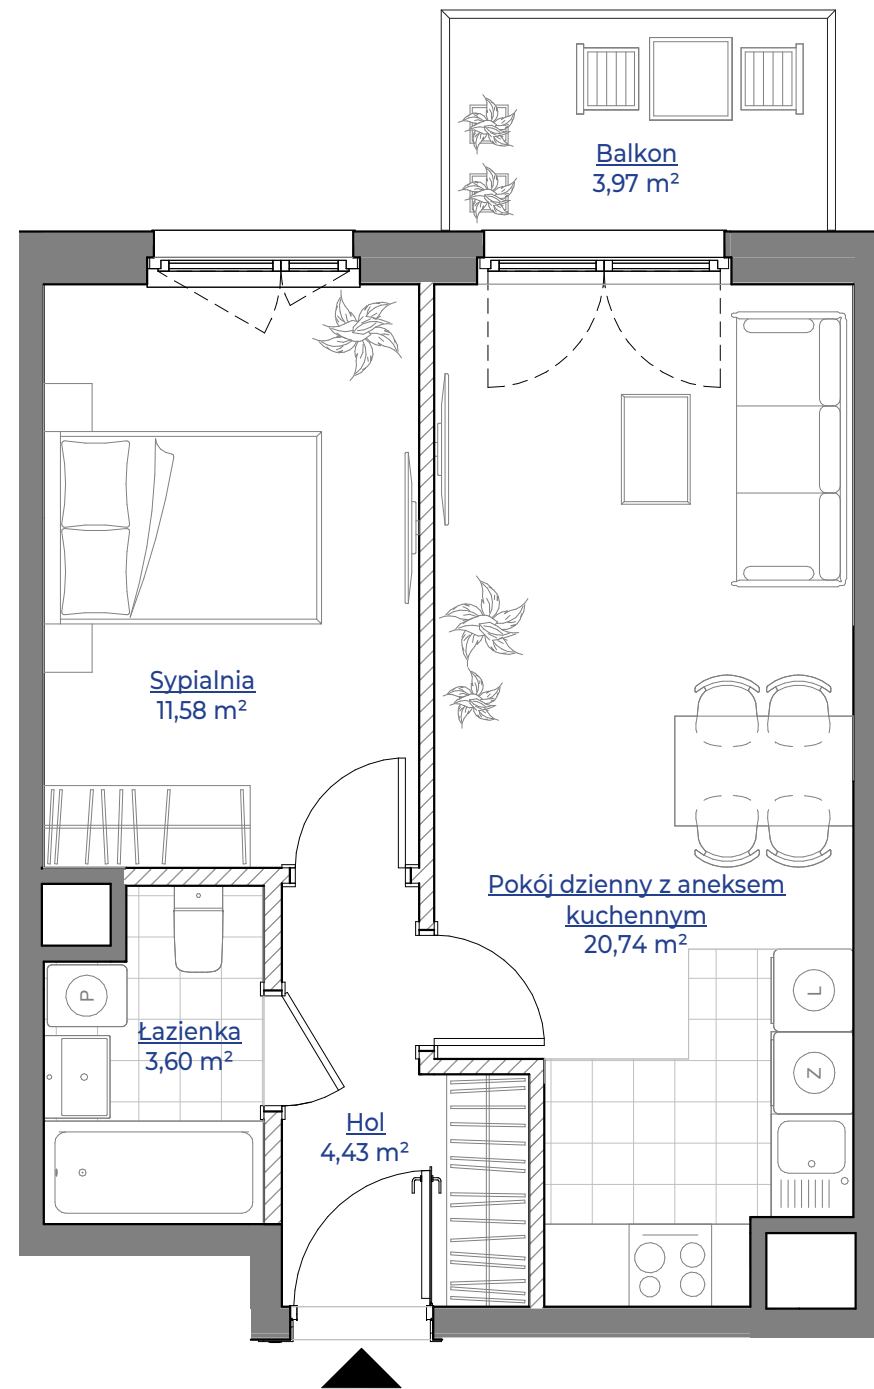 Balkon
3,97 m²
Sypialnia
11,58 m²
Pokój dzienny z aneksem
kuchennym
20,74 m²
P
L
Łazienka
3,60 m²
Z
Hol
4,43 m²